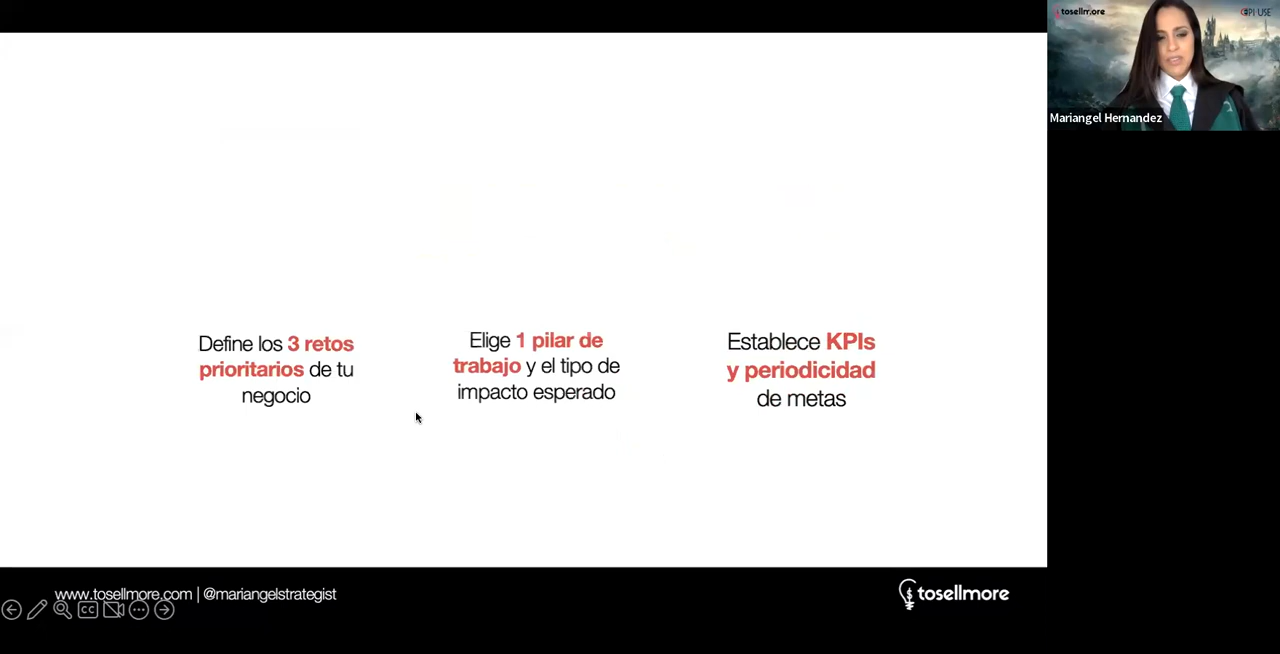 tosellmore
Mariangel Hernandez
Define los 3 retos
prioritarios de tu
negocio
Elige 1 pilar de
trabajo y el tipo de
impacto esperado
Establece KPIs
y periodicidad
de metas
www.tosellmore.com | @mariangelstrategist
CC
tosellmore